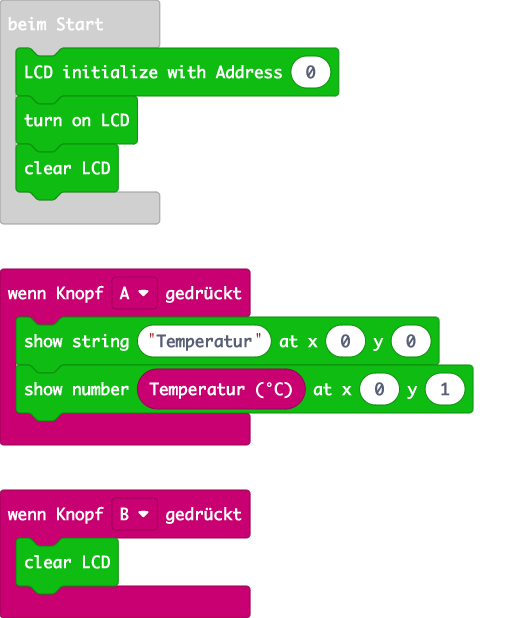 beim Start
LCD initialize with Address 0
turn on LCD
clear LCD
wenn Knopf A gedrückt
show string "Temperatur" at x 0 y 0
show number Temperatur (°C) at x 0 y 1
wenn Knopf B gedrückt
clear LCD